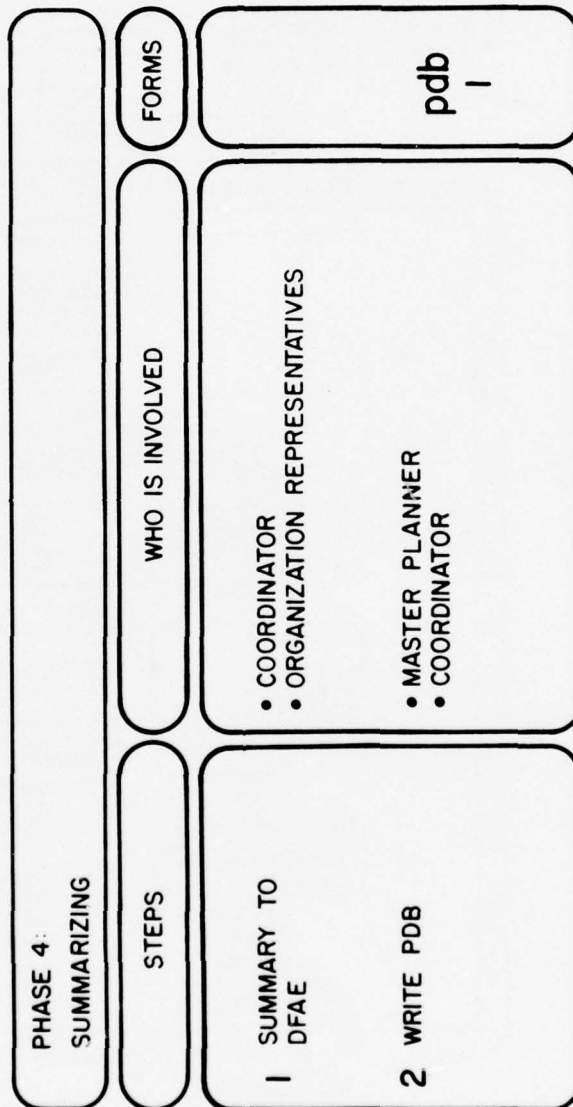 PHASE 4:
SUMMARIZING
STEPS
WHO IS INVOLVED
FORMS
1 SUMMARY TO
DFAE
• COORDINATOR
• ORGANIZATION REPRESENTATIVES
2 WRITE PDB
• MASTER PLANNER
• COORDINATOR
pdb
1